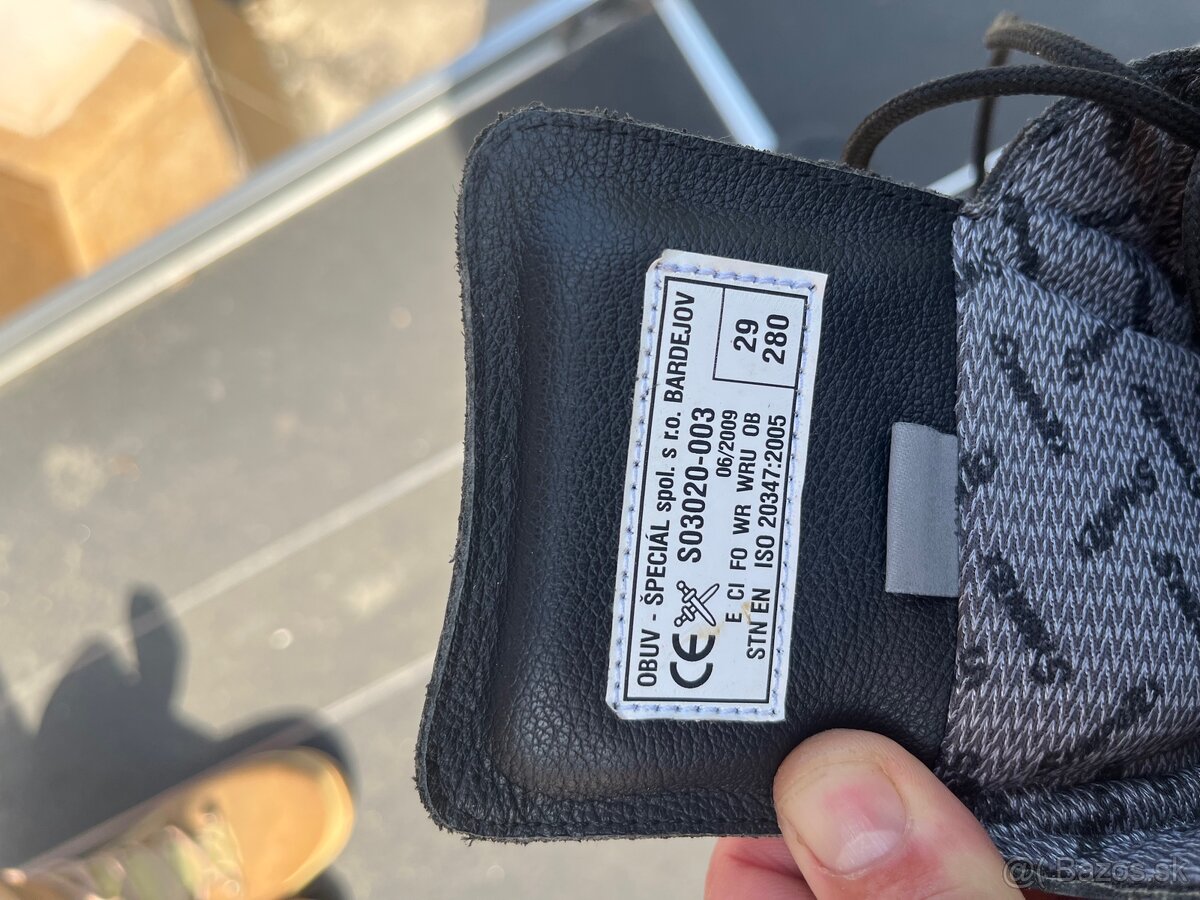 OBUV - ŠPECIÁL spol. s r.o. BARDEJOV
CE S03020-003
06/2009
E CI FO WR WRU OB
STN EN ISO 20347:2005
29
280
Bazos.sk